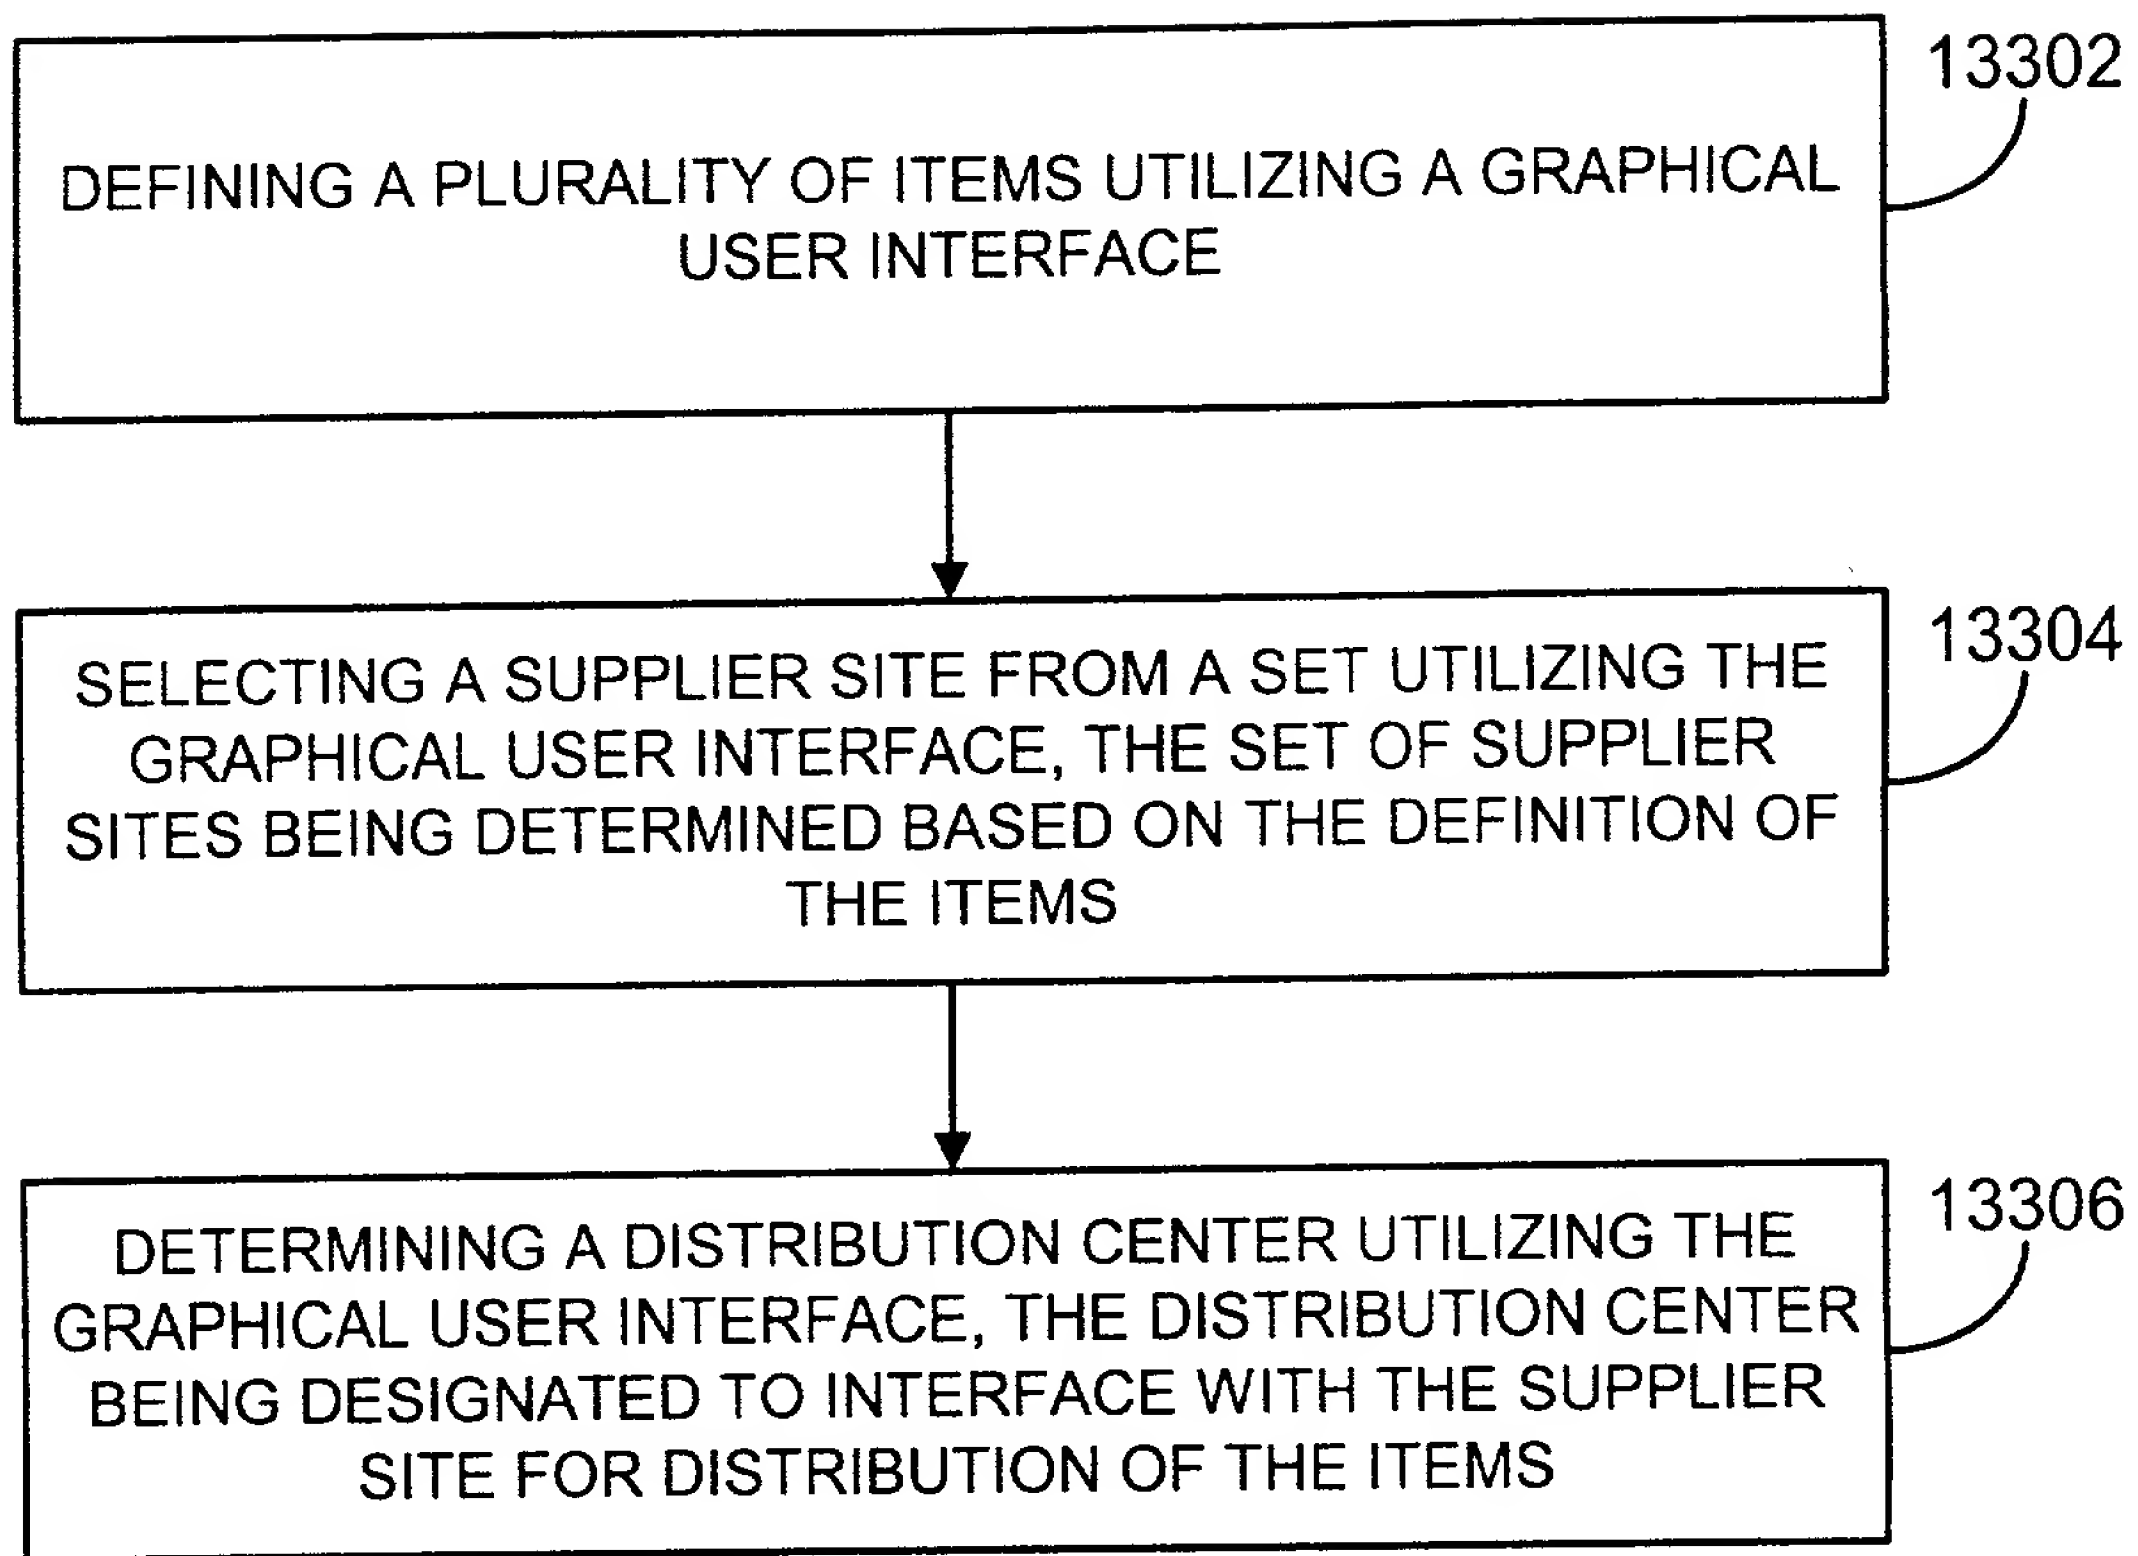 13302
DEFINING A PLURALITY OF ITEMS UTILIZING A GRAPHICAL
USER INTERFACE
13304
SELECTING A SUPPLIER SITE FROM A SET UTILIZING THE
GRAPHICAL USER INTERFACE, THE SET OF SUPPLIER
SITES BEING DETERMINED BASED ON THE DEFINITION OF
THE ITEMS
13306
DETERMINING A DISTRIBUTION CENTER UTILIZING THE
GRAPHICAL USER INTERFACE, THE DISTRIBUTION CENTER
BEING DESIGNATED TO INTERFACE WITH THE SUPPLIER
SITE FOR DISTRIBUTION OF THE ITEMS